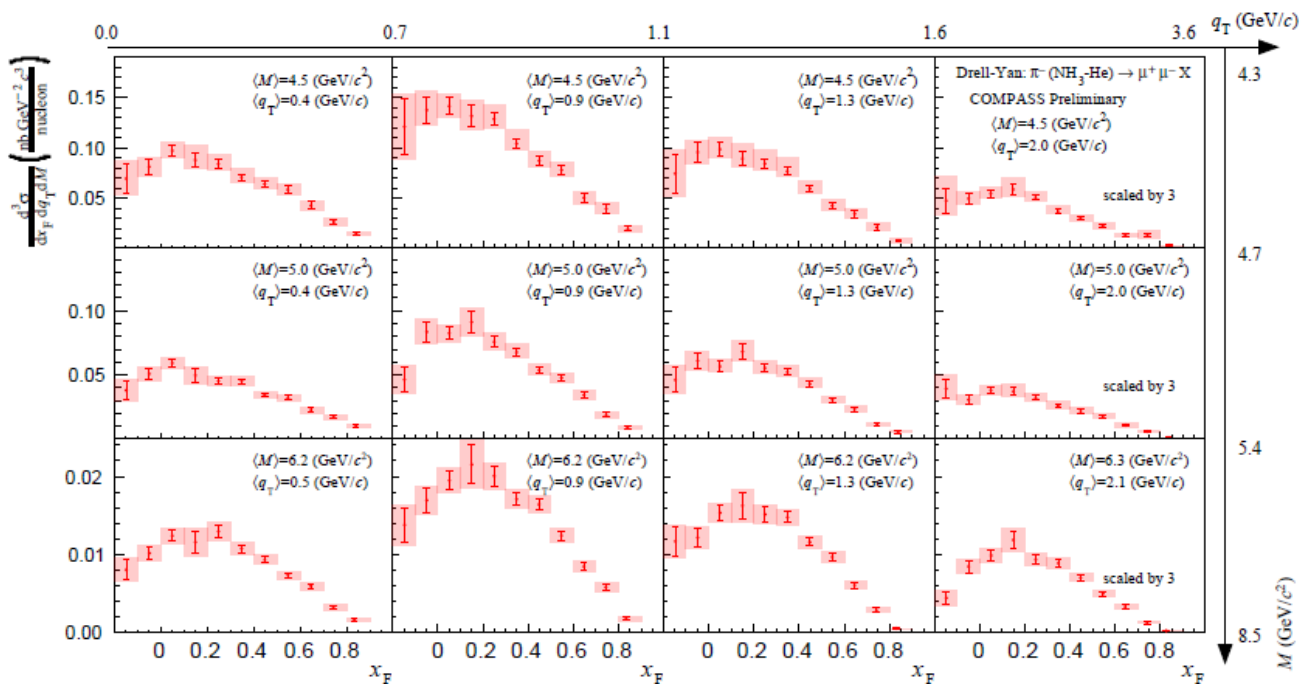 0.0 0.7 1.1 1.6 3.6 q_T (GeV/c)
d³σ / dx_F dq_T dM (nb GeV⁻² c³ / nucleon)
⟨M⟩=4.5 (GeV/c²)
⟨q_T⟩=0.4 (GeV/c)
⟨M⟩=4.5 (GeV/c²)
⟨q_T⟩=0.9 (GeV/c)
⟨M⟩=4.5 (GeV/c²)
⟨q_T⟩=1.3 (GeV/c)
Drell-Yan: π⁻ (NH₃-He) → μ⁺ μ⁻ X
COMPASS Preliminary
⟨M⟩=4.5 (GeV/c²)
⟨q_T⟩=2.0 (GeV/c)
scaled by 3
4.3
0.15
0.10
0.05
4.7
⟨M⟩=5.0 (GeV/c²)
⟨q_T⟩=0.4 (GeV/c)
⟨M⟩=5.0 (GeV/c²)
⟨q_T⟩=0.9 (GeV/c)
⟨M⟩=5.0 (GeV/c²)
⟨q_T⟩=1.3 (GeV/c)
⟨M⟩=5.0 (GeV/c²)
⟨q_T⟩=2.0 (GeV/c)
scaled by 3
0.10
0.05
5.4
⟨M⟩=6.2 (GeV/c²)
⟨q_T⟩=0.5 (GeV/c)
⟨M⟩=6.2 (GeV/c²)
⟨q_T⟩=0.9 (GeV/c)
⟨M⟩=6.2 (GeV/c²)
⟨q_T⟩=1.3 (GeV/c)
⟨M⟩=6.3 (GeV/c²)
⟨q_T⟩=2.1 (GeV/c)
scaled by 3
0.02
0.01
0.00
8.5
M (GeV/c²)
0 0.2 0.4 0.6 0.8 0 0.2 0.4 0.6 0.8 0 0.2 0.4 0.6 0.8 0 0.2 0.4 0.6 0.8
x_F x_F x_F x_F